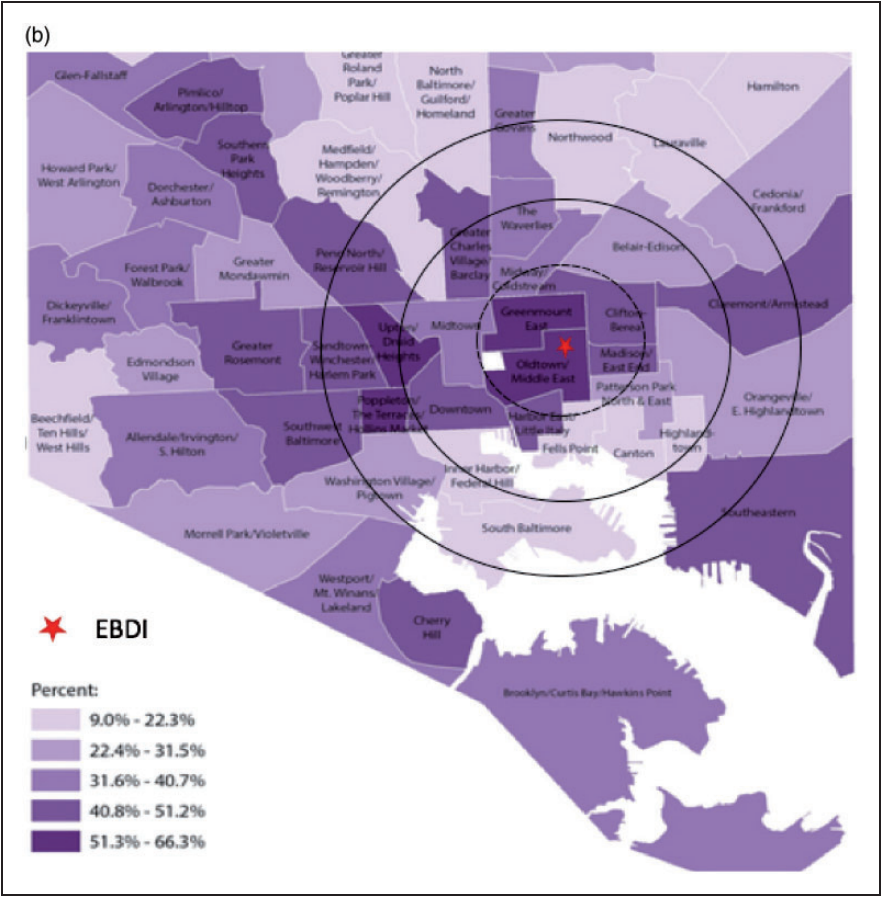 (b)
Glen-Fallstaff
Greater
Roland
Park/
Poplar Hill
North
Baltimore/
Guilford/
Homeland
Hamilton
Pimlico/
Arlington/Hilltop
Greater
Govans
Northwood
Lauraville
Southern
Park
Heights
Medfield/
Hampden/
Woodberry/
Remington
Howard Park/
West Arlington
Dorchester/
Ashburton
Cedonia/
Frankford
The
Waverlies
Greater
Charles
Village/
Barclay
Belair-Edison
Penn North/
Reservoir Hill
Greater
Mondawmin
Forest Park/
Walbrook
Midway/
Coldstream
Dickeyville/
Franklintown
Claremont/Armistead
Greenmount
East
Clifton-
Berea
Upton/
Druid
Heights
Midtown
Greater
Rosemont
Sandtown-
Winchester/
Harlem Park
Edmondson
Village
Madison/
East End
Oldtown/
Middle East
Patterson Park
North & East
Orangeville/
E. Highlandtown
Poppleton/
The Terraces/
Hollins Market
Downtown
Harbor East/
Little Italy
Beechfield/
Ten Hills/
West Hills
Allendale/Irvington/
S. Hilton
Southwest
Baltimore
Fells Point
Canton
Highland-
town
Washington Village/
Pigtown
Inner Harbor/
Federal Hill
Southeastern
Morrell Park/Violetville
South Baltimore
Westport/
Mt. Winans/
Lakeland
Cherry
Hill
EBDI
Brooklyn/Curtis Bay/Hawkins Point
Percent:
9.0% - 22.3%
22.4% - 31.5%
31.6% - 40.7%
40.8% - 51.2%
51.3% - 66.3%